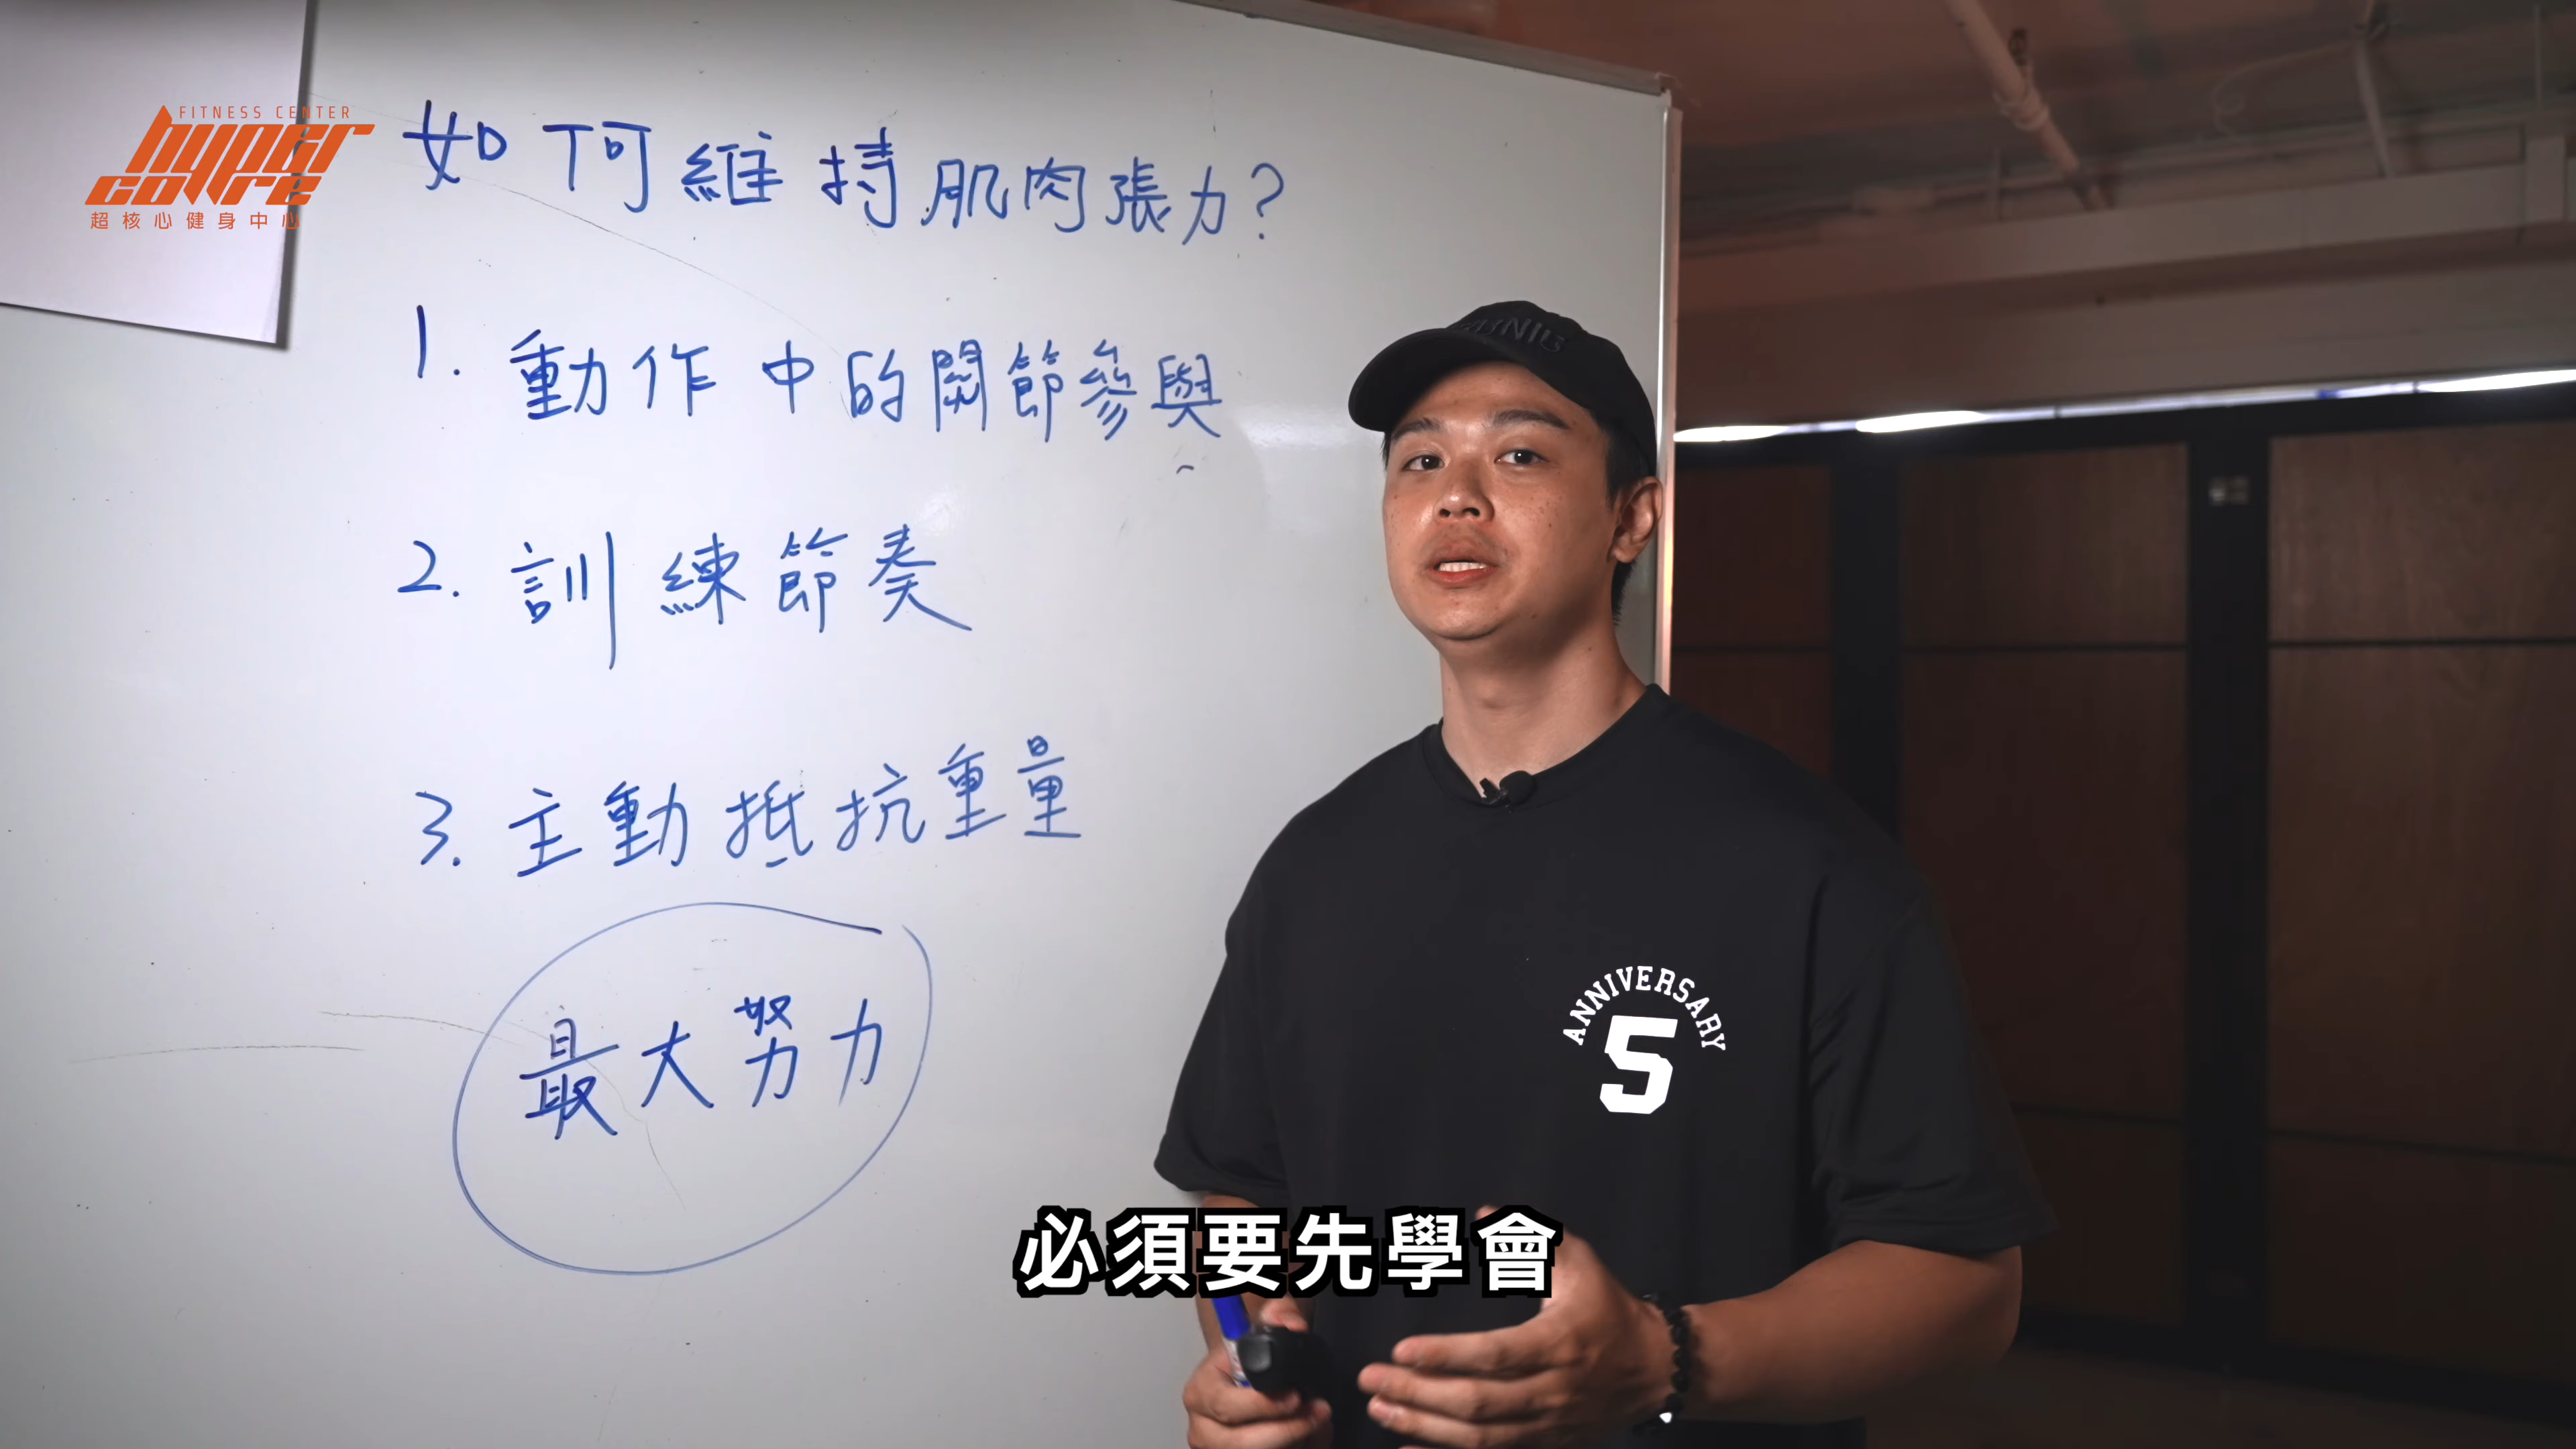 FITNESS CENTER
hyper
core
超核心健身中心
如何維持肌肉張力?
1. 動作中的關節參與
2. 訓練節奏
3. 主動抵抗重量
最大努力
ANNIVERSARY
5
必須要先學會